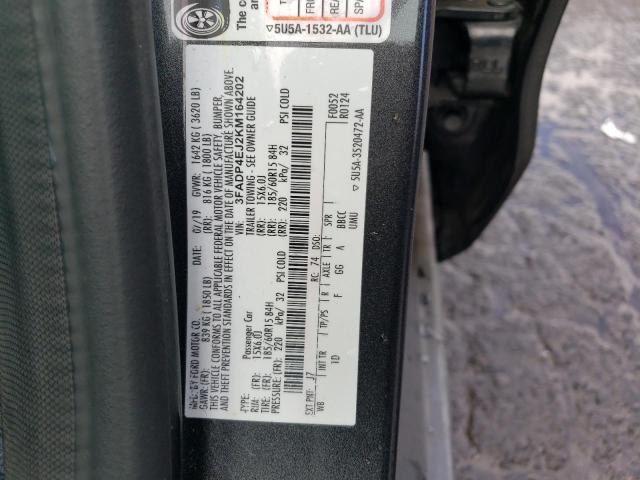 The co
an
T
FR
REA
SPA
▽5U5A-1532-AA (TLU)
MFD. BY FORD MOTOR CO.
DATE: 01/19 GVWR: 1642 KG ( 3620 LB)
GAWR:(FR): 839 KG ( 1850 LB) (RR): 816 KG ( 1800 LB)
THIS VEHICLE CONFORMS TO ALL APPLICABLE FEDERAL MOTOR VEHICLE SAFETY, BUMPER,
AND THEFT PREVENTION STANDARDS IN EFFECT ON THE DATE OF MANUFACTURE SHOWN ABOVE.
VIN: 3FADP4EJ2KM164202
TYPE: Passenger Car TRAILER TOWING - SEE OWNER GUIDE
RIM: (FR): 15X6.0J (RR): 15X6.0J
TIRE: (FR): 185/60R15 84H (RR): 185/60R15 84H
PRESSURE: (FR): 220 kPa/ 32 PSI COLD (RR): 220 kPa/ 32 PSI COLD
F0052
RC: 74 DSO: R0124
EXT PNT: J7
WB INT TR TP/PS R AXLE TR SPR
1D F GG A BBCC
UMU
▽5U5A-3520472-AA